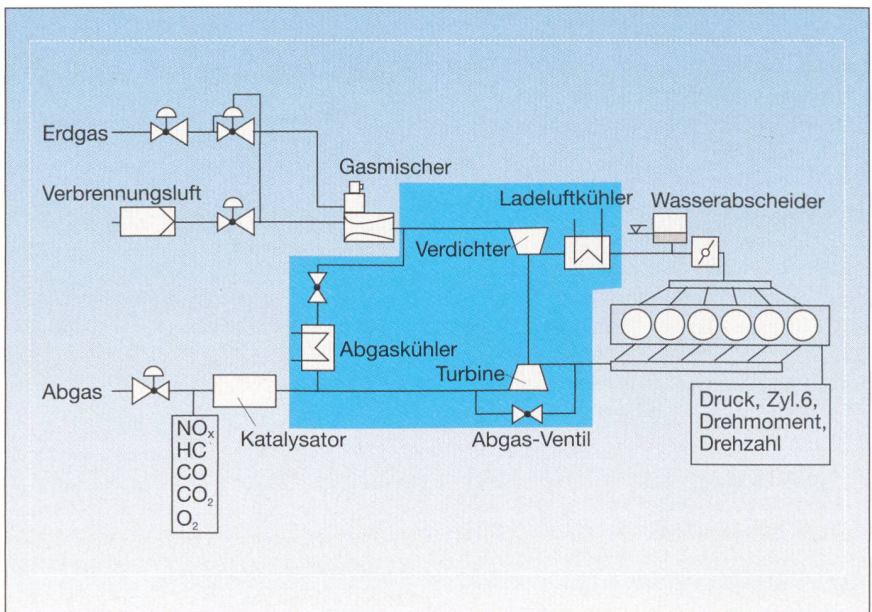 Erdgas
Gasmischer
Verbrennungsluft
Ladeluftkühler
Wasserabscheider
Verdichter
Abgaskühler
Turbine
Abgas
Katalysator
Abgas-Ventil
NOₓ
HC
CO
CO₂
O₂
Druck, Zyl.6,
Drehmoment,
Drehzahl